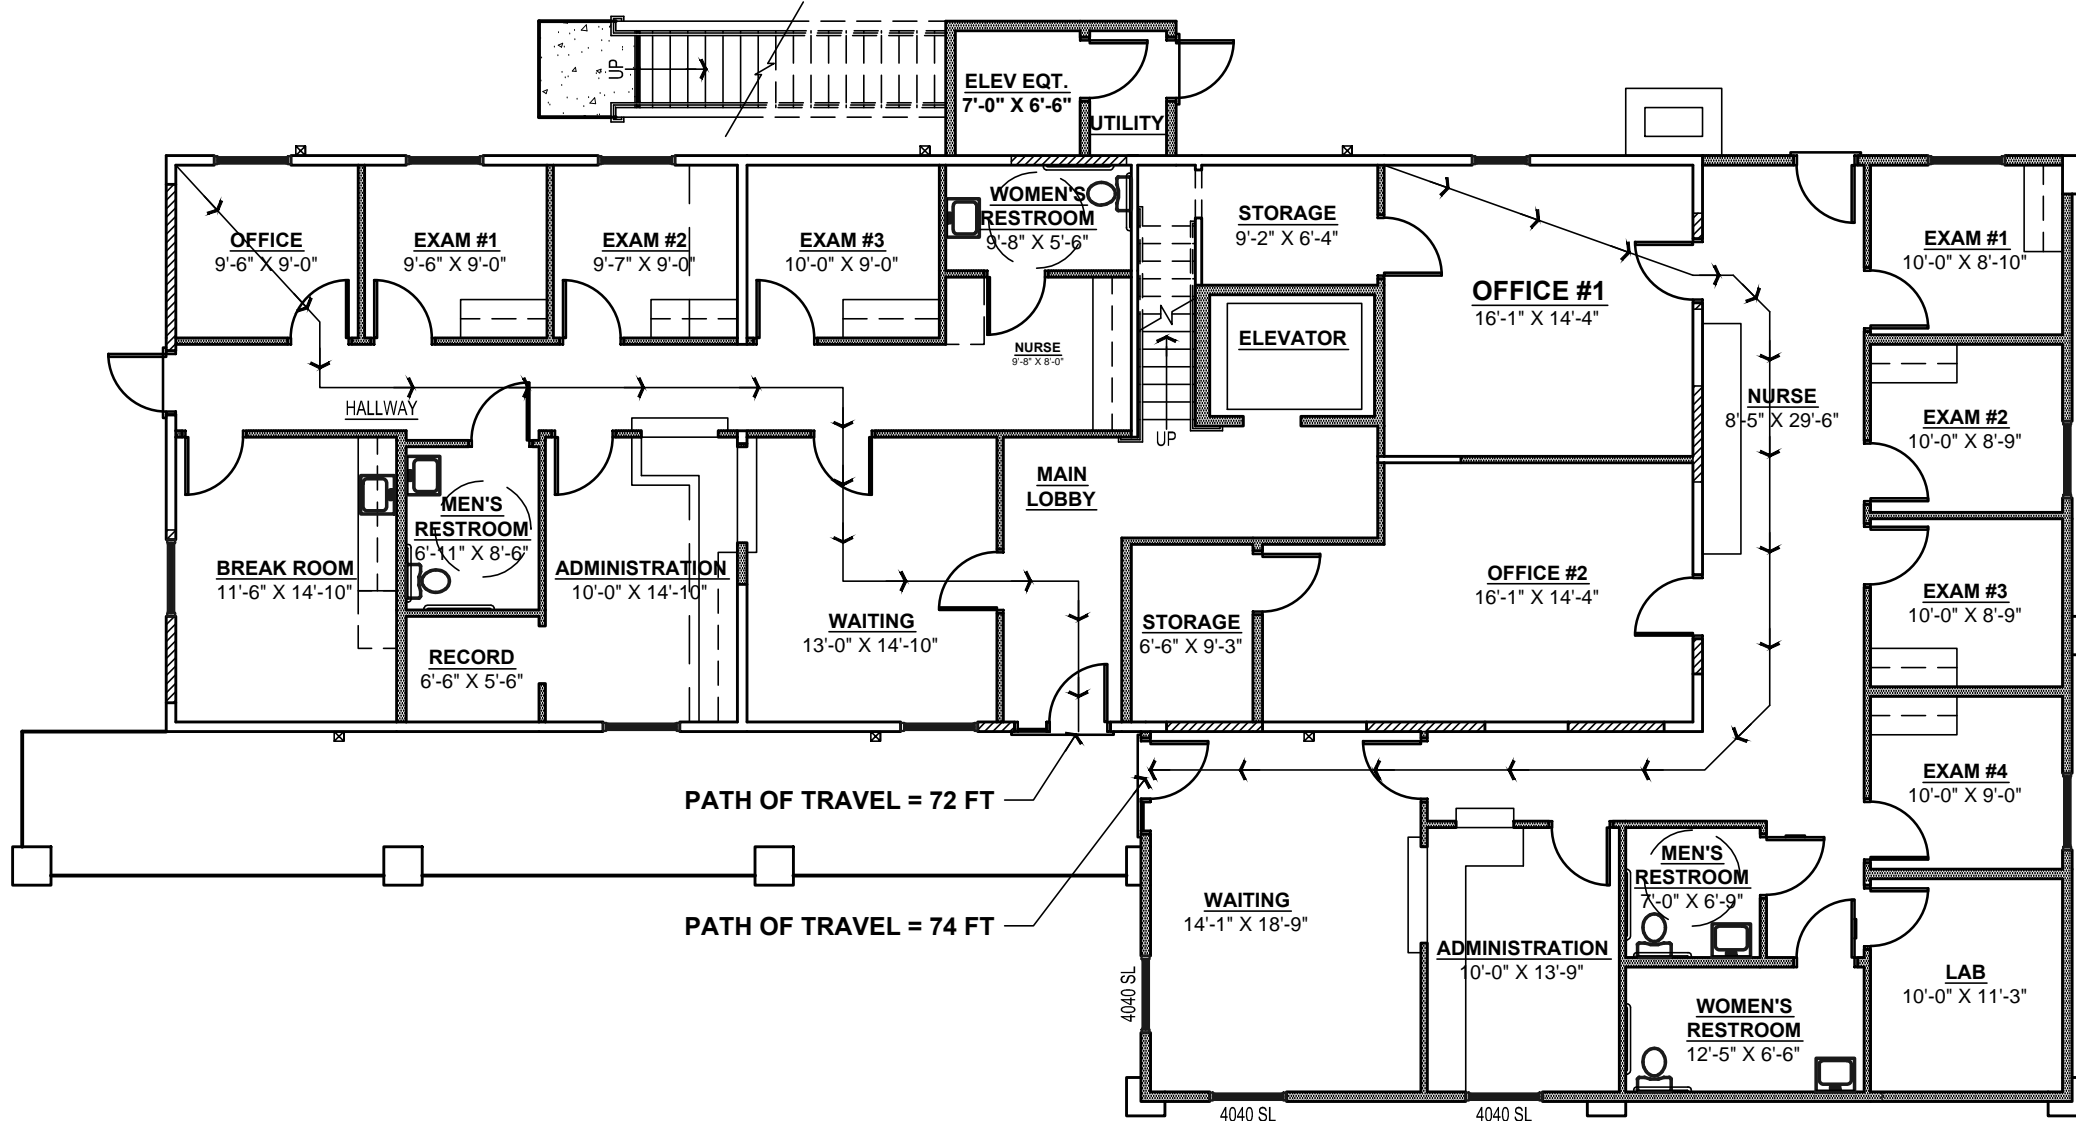 UP
ELEV EQT.
7'-0" X 6'-6"
UTILITY
OFFICE
9'-6" X 9'-0"
EXAM #1
9'-6" X 9'-0"
EXAM #2
9'-7" X 9'-0"
EXAM #3
10'-0" X 9'-0"
WOMEN'S
RESTROOM
9'-8" X 5'-6"
STORAGE
9'-2" X 6'-4"
OFFICE #1
16'-1" X 14'-4"
EXAM #1
10'-0" X 8'-10"
NURSE
9'-8" X 8'-0"
ELEVATOR
HALLWAY
UP
NURSE
8'-5" X 29'-6"
EXAM #2
10'-0" X 8'-9"
MAIN
LOBBY
MEN'S
RESTROOM
6'-11" X 8'-6"
BREAK ROOM
11'-6" X 14'-10"
ADMINISTRATION
10'-0" X 14'-10"
OFFICE #2
16'-1" X 14'-4"
EXAM #3
10'-0" X 8'-9"
WAITING
13'-0" X 14'-10"
STORAGE
6'-6" X 9'-3"
RECORD
6'-6" X 5'-6"
EXAM #4
10'-0" X 9'-0"
PATH OF TRAVEL = 72 FT
MEN'S
RESTROOM
7'-0" X 6'-9"
WAITING
14'-1" X 18'-9"
PATH OF TRAVEL = 74 FT
ADMINISTRATION
10'-0" X 13'-9"
LAB
10'-0" X 11'-3"
4040 SL
WOMEN'S
RESTROOM
12'-5" X 6'-6"
4040 SL
4040 SL